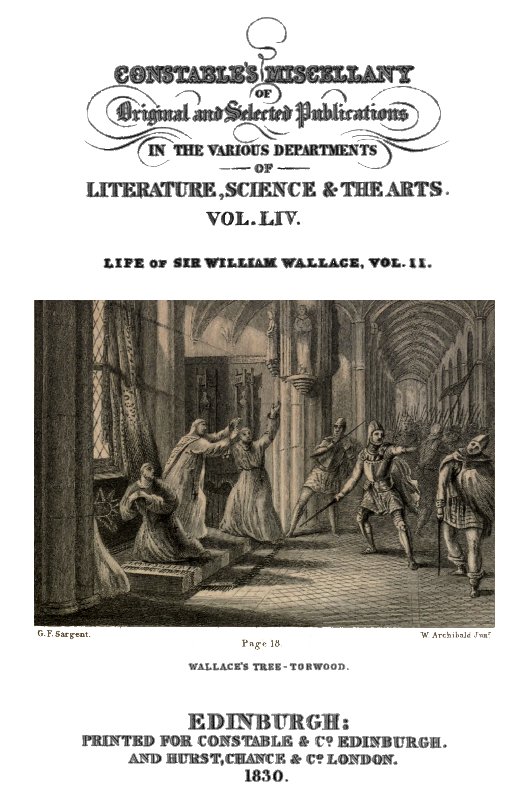 CONSTABLE'S MISCELLANY
OF
Original and Selected Publications
IN THE VARIOUS DEPARTMENTS
OF
LITERATURE, SCIENCE & THE ARTS.
VOL. LIV.
LIFE OF SIR WILLIAM WALLACE, VOL. II.
G. F. Sargent.
W. Archibald Junr
Page 18.
WALLACE'S TREE - TORWOOD.
EDINBURGH:
PRINTED FOR CONSTABLE & Co. EDINBURGH.
AND HURST, CHANCE & Co. LONDON.
1830.